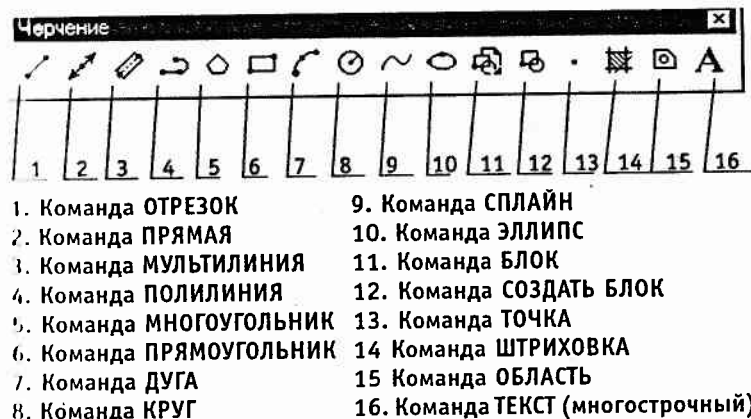 Черчение
1 2 3 4 5 6 7 8 9 10 11 12 13 14 15 16
1. Команда ОТРЕЗОК
2. Команда ПРЯМАЯ
3. Команда МУЛЬТИЛИНИЯ
4. Команда ПОЛИЛИНИЯ
5. Команда МНОГОУГОЛЬНИК
6. Команда ПРЯМОУГОЛЬНИК
7. Команда ДУГА
8. Команда КРУГ
9. Команда СПЛАЙН
10. Команда ЭЛЛИПС
11. Команда БЛОК
12. Команда СОЗДАТЬ БЛОК
13. Команда ТОЧКА
14 Команда ШТРИХОВКА
15 Команда ОБЛАСТЬ
16. Команда ТЕКСТ (многострочный)